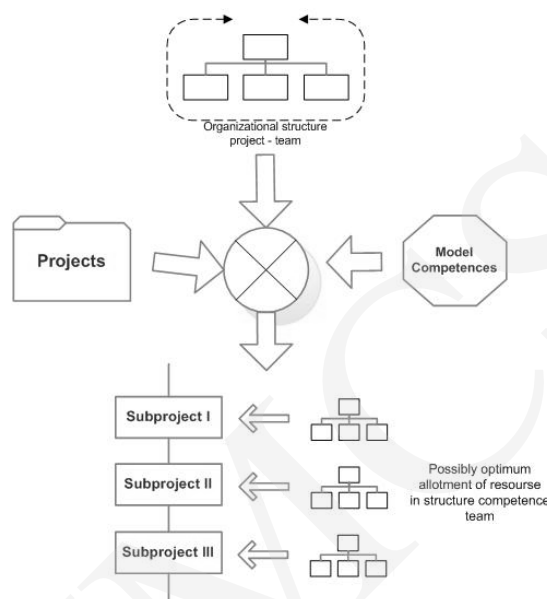 Organizational structure
project - team
Projects
Model
Competences
Subproject I
Subproject II
Possibly optimum
allotment of resourse
in structure competence
team
Subproject III